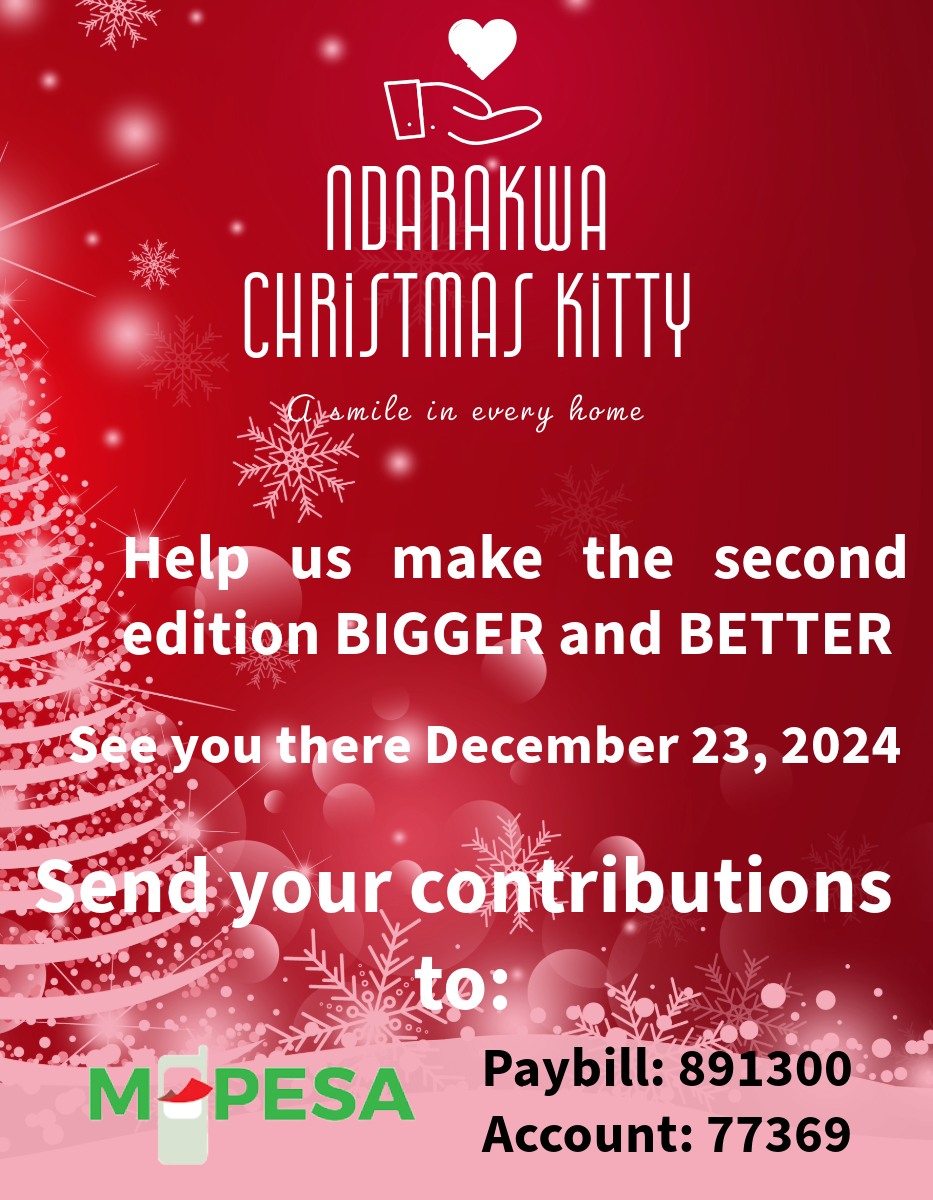 NDARAKWA
CHRiSTMAS KiTTY
A smile in every home
Help us make the second
edition BIGGER and BETTER
See you there December 23, 2024
Send your contributions
to:
M PESA
Paybill: 891300
Account: 77369